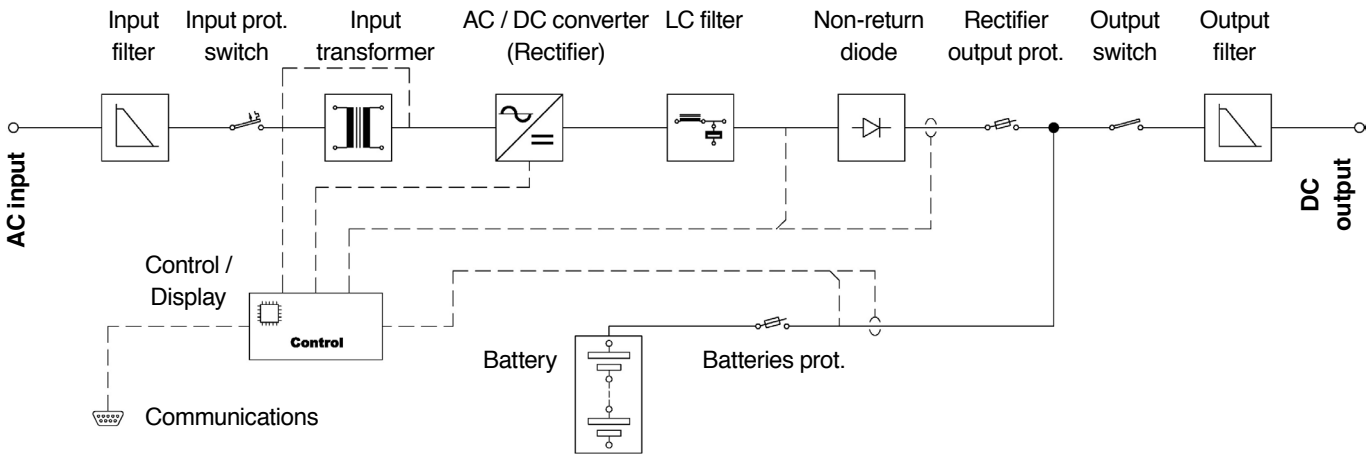 Input
filter
Input prot.
switch
Input
transformer
AC / DC converter
(Rectifier)
LC filter
Non-return
diode
Rectifier
output prot.
Output
switch
Output
filter
AC input
DC
output
Control /
Display
Control
Battery
Batteries prot.
Communications